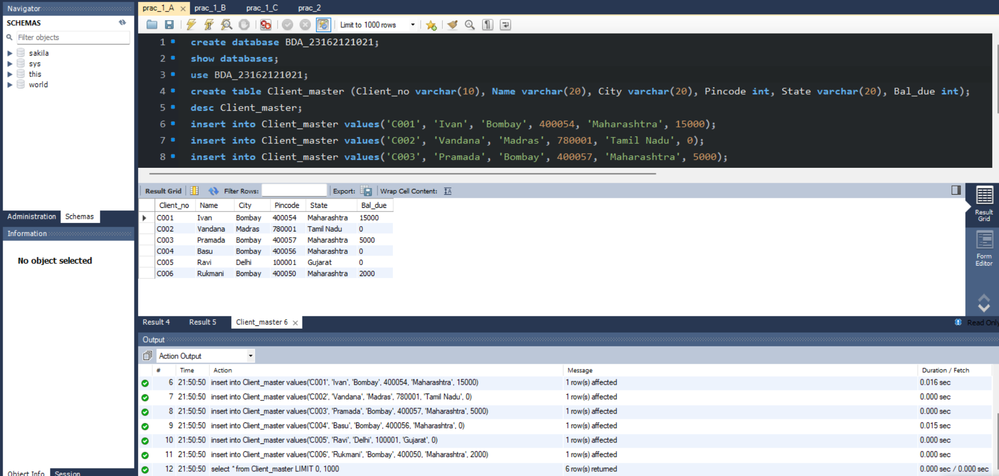 Navigator
SCHEMAS
Filter objects
sakila
sys
this
world
Administration Schemas
Information
No object selected
Object Info Session
prac_1_A prac_1_B prac_1_C prac_2
Limit to 1000 rows
1 create database BDA_23162121021;
2 show databases;
3 use BDA_23162121021;
4 create table Client_master (Client_no varchar(10), Name varchar(20), City varchar(20), Pincode int, State varchar(20), Bal_due int);
5 desc Client_master;
6 insert into Client_master values('C001', 'Ivan', 'Bombay', 400054, 'Maharashtra', 15000);
7 insert into Client_master values('C002', 'Vandana', 'Madras', 780001, 'Tamil Nadu', 0);
8 insert into Client_master values('C003', 'Pramada', 'Bombay', 400057, 'Maharashtra', 5000);
Result Grid Filter Rows: Export: Wrap Cell Content:
Client_no Name City Pincode State Bal_due
C001 Ivan Bombay 400054 Maharashtra 15000
C002 Vandana Madras 780001 Tamil Nadu 0
C003 Pramada Bombay 400057 Maharashtra 5000
C004 Basu Bombay 400056 Maharashtra 0
C005 Ravi Delhi 100001 Gujarat 0
C006 Rukmani Bombay 400050 Maharashtra 2000
Result
Grid
Form
Editor
Result 4 Result 5 Client_master 6
Read Only
Output
Action Output
# Time Action Message Duration / Fetch
6 21:50:50 insert into Client_master values('C001', 'Ivan', 'Bombay', 400054, 'Maharashtra', 15000) 1 row(s) affected 0.016 sec
7 21:50:50 insert into Client_master values('C002', 'Vandana', 'Madras', 780001, 'Tamil Nadu', 0) 1 row(s) affected 0.000 sec
8 21:50:50 insert into Client_master values('C003', 'Pramada', 'Bombay', 400057, 'Maharashtra', 5000) 1 row(s) affected 0.000 sec
9 21:50:50 insert into Client_master values('C004', 'Basu', 'Bombay', 400056, 'Maharashtra', 0) 1 row(s) affected 0.015 sec
10 21:50:50 insert into Client_master values('C005', 'Ravi', 'Delhi', 100001, 'Gujarat', 0) 1 row(s) affected 0.000 sec
11 21:50:50 insert into Client_master values('C006', 'Rukmani', 'Bombay', 400050, 'Maharashtra', 2000) 1 row(s) affected 0.000 sec
12 21:50:50 select * from Client_master LIMIT 0, 1000 6 row(s) returned 0.000 sec / 0.000 sec